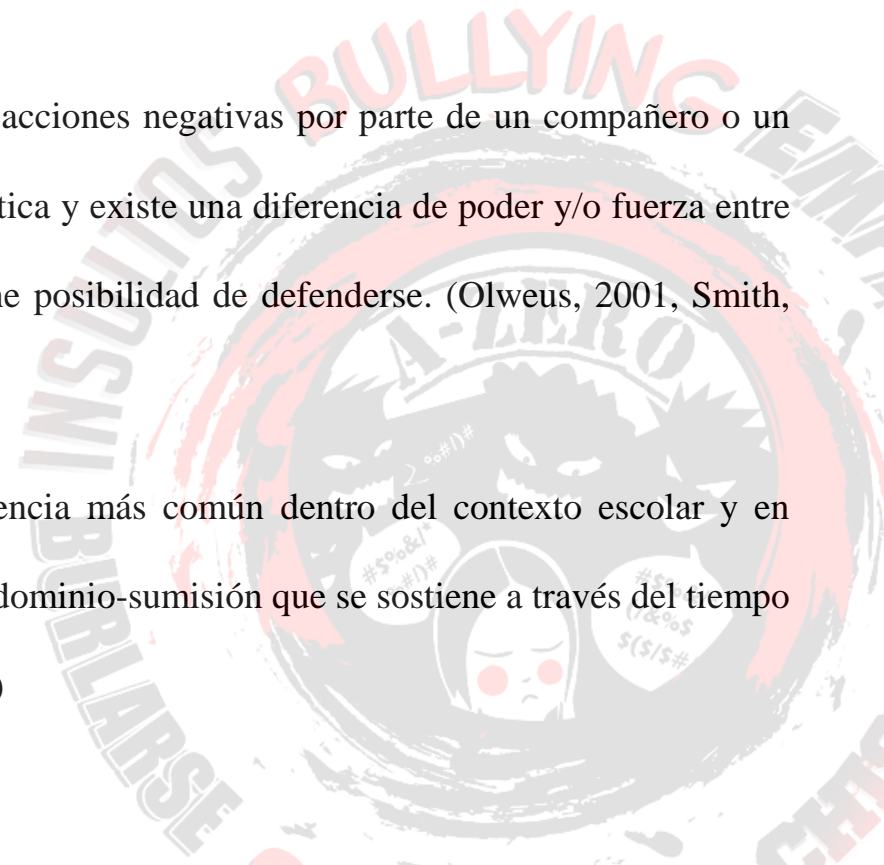 BULLYING
INSULTOS
acciones negativas por parte de un compañero o un
tica y existe una diferencia de poder y/o fuerza entre
ne posibilidad de defenderse. (Olweus, 2001, Smith,
A-ZERO
encia más común dentro del contexto escolar y en
dominio-sumisión que se sostiene a través del tiempo
)
BURLARSE